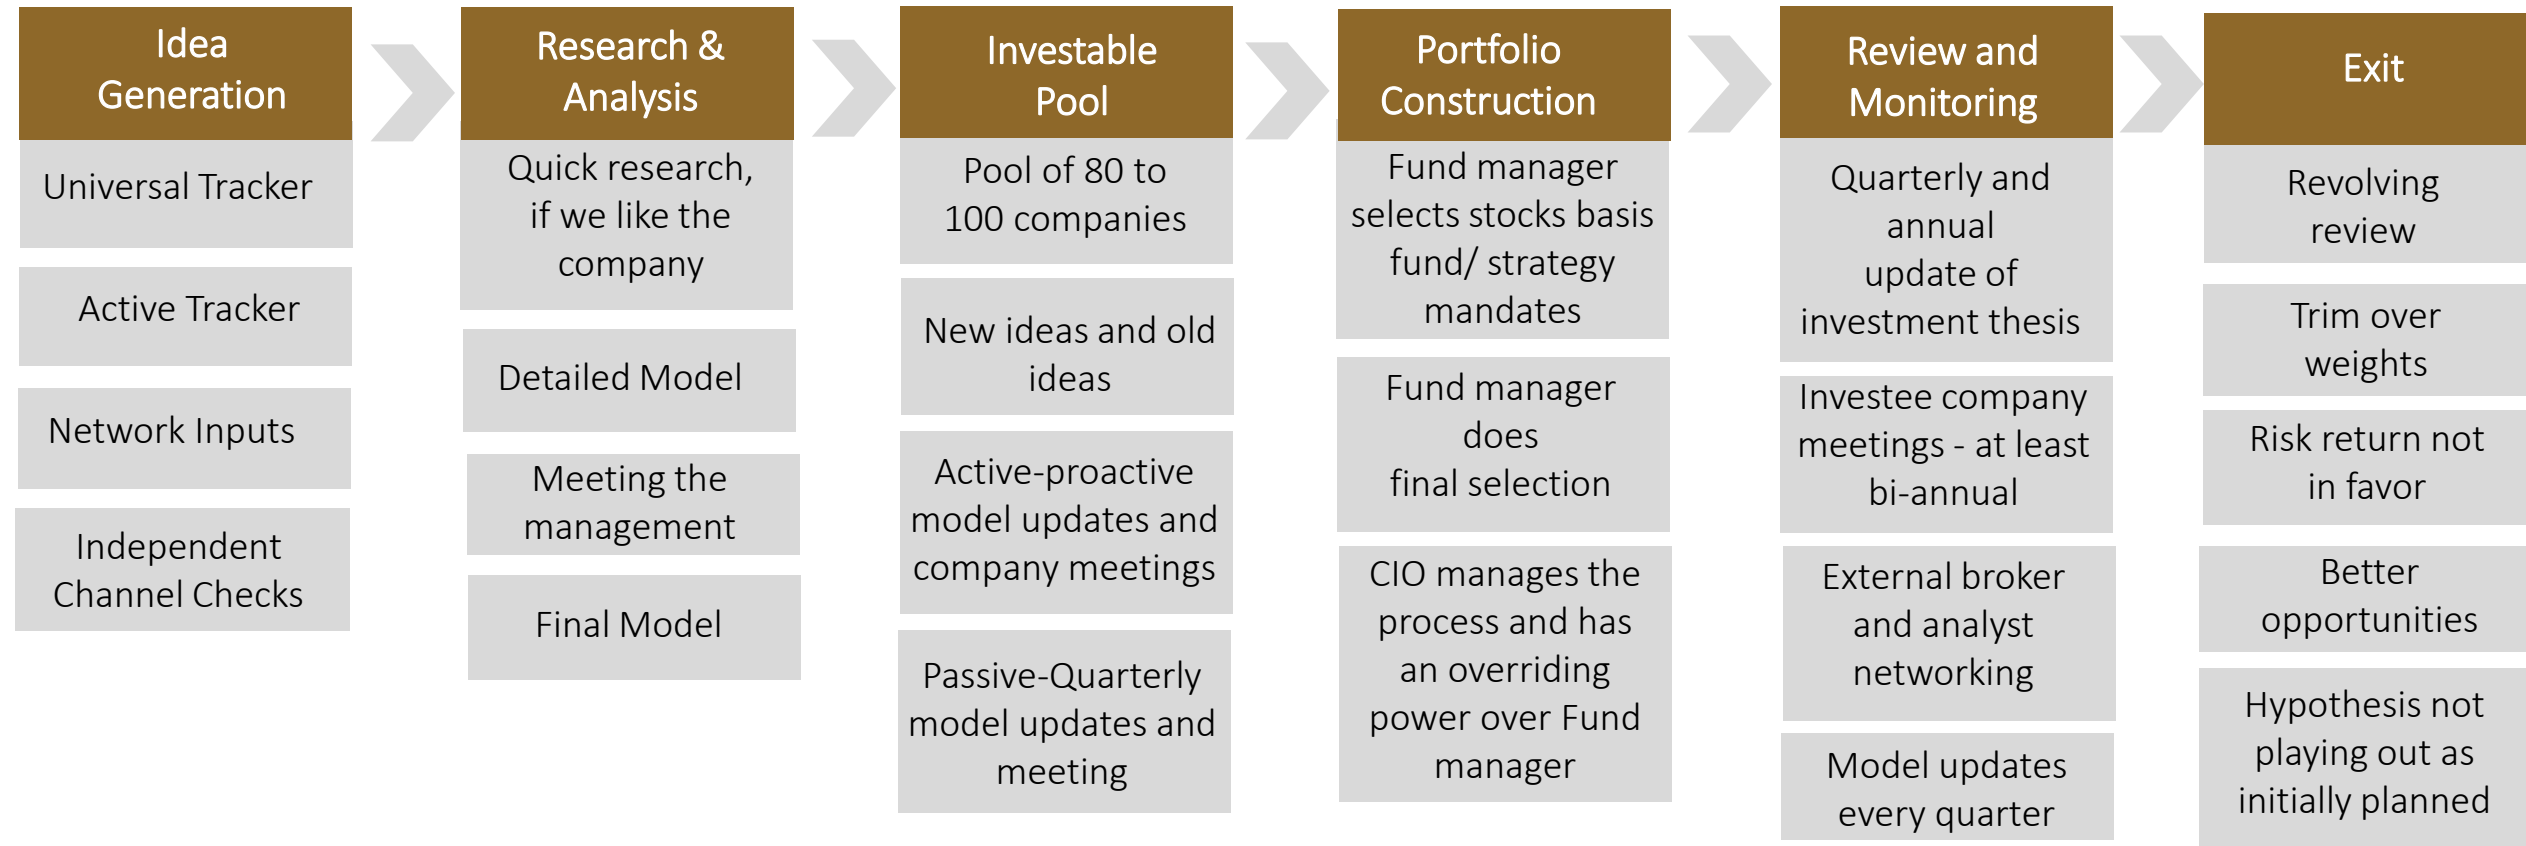 Idea
Generation
Universal Tracker
Active Tracker
Network Inputs
Independent
Channel Checks
Research &
Analysis
Quick research,
if we like the
company
Detailed Model
Meeting the
management
Final Model
Investable
Pool
Pool of 80 to
100 companies
New ideas and old
ideas
Active-proactive
model updates and
company meetings
Passive-Quarterly
model updates and
meeting
Portfolio
Construction
Fund manager
selects stocks basis
fund/ strategy
mandates
Fund manager
does
final selection
CIO manages the
process and has
an overriding
power over Fund
manager
Review and
Monitoring
Quarterly and
annual
update of
investment thesis
Investee company
meetings - at least
bi-annual
External broker
and analyst
networking
Model updates
every quarter
Exit
Revolving
review
Trim over
weights
Risk return not
in favor
Better
opportunities
Hypothesis not
playing out as
initially planned